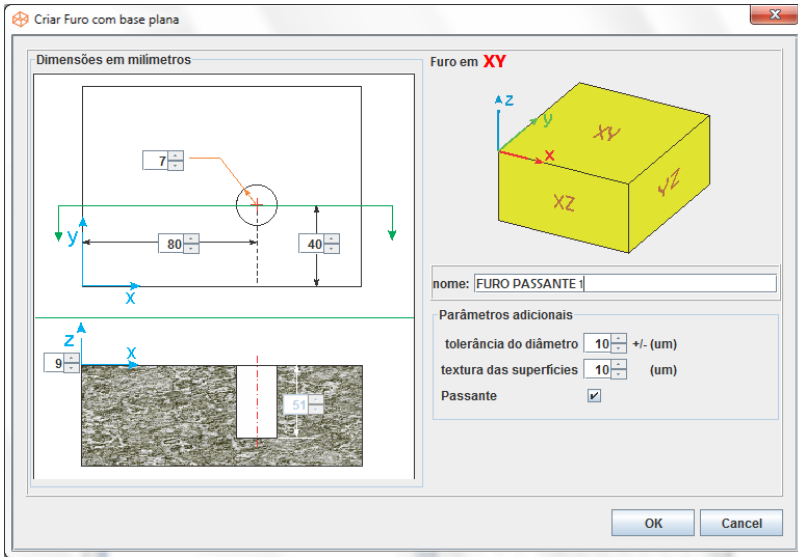 Criar Furo com base plana
x
Dimensões em milímetros
7
y
80
40
x
z
x
9
51
Furo em XY
z
y
x
XY
XZ
YZ
nome: FURO PASSANTE 1
Parâmetros adicionais
tolerância do diâmetro 10 +/- (um)
textura das superfícies 10 (um)
Passante
OK
Cancel